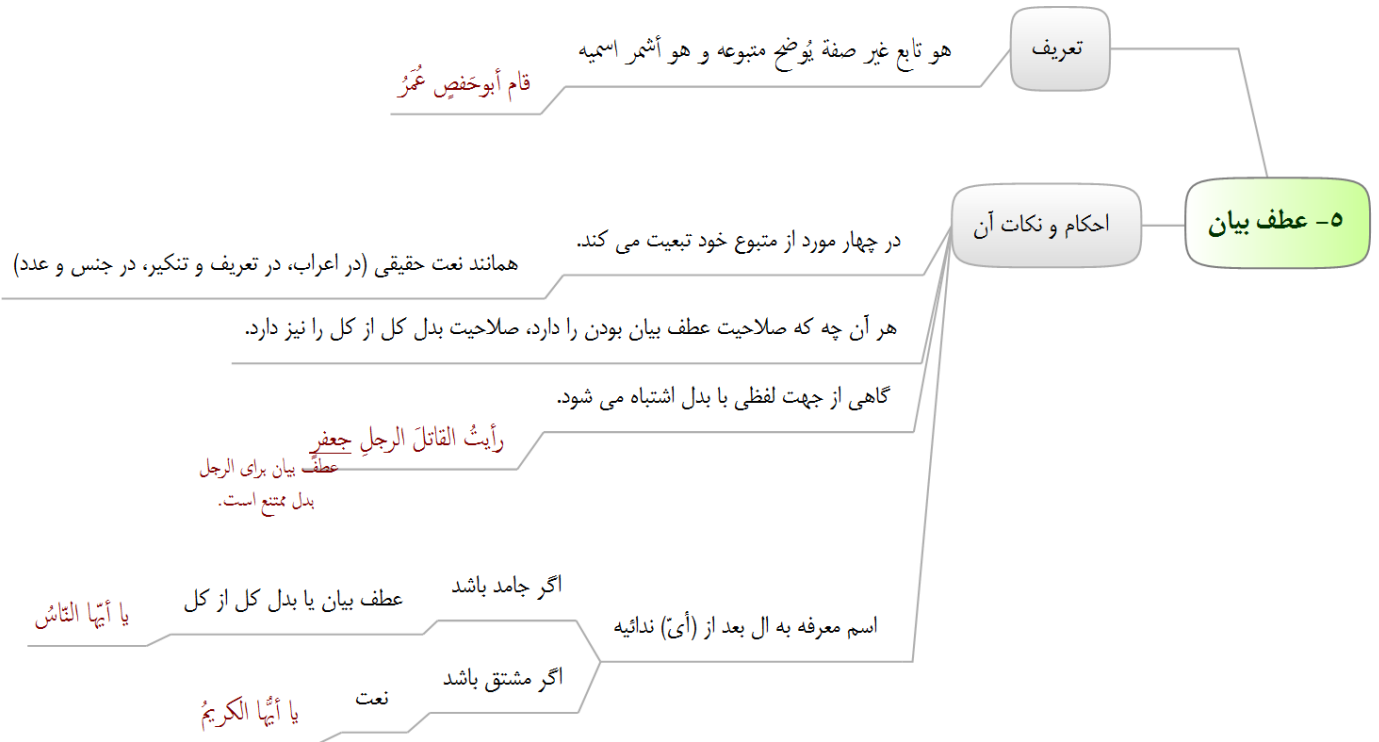 ۵- عطف بیان
تعریف
هو تابع غیر صفة یُوضح متبوعه و هو أشمر اسمیه
قام أبوحَفصٍ عُمَرُ
احکام و نکات آن
در چهار مورد از متبوع خود تبعیت می کند.
همانند نعت حقیقی (در اعراب، در تعریف و تنکیر، در جنس و عدد)
هر آن چه که صلاحیت عطف بیان بودن را دارد، صلاحیت بدل کل از کل را نیز دارد.
گاهی از جهت لفظی با بدل اشتباه می شود.
رأیتُ القاتلَ الرجلِ جعفرٍ
عطف بیان برای الرجل
بدل ممتنع است.
اسم معرفه به ال بعد از (أیّ) ندائیه
اگر جامد باشد
عطف بیان یا بدل کل از کل
یا أیّها النّاسُ
اگر مشتق باشد
نعت
یا أیُّها الکریمُ